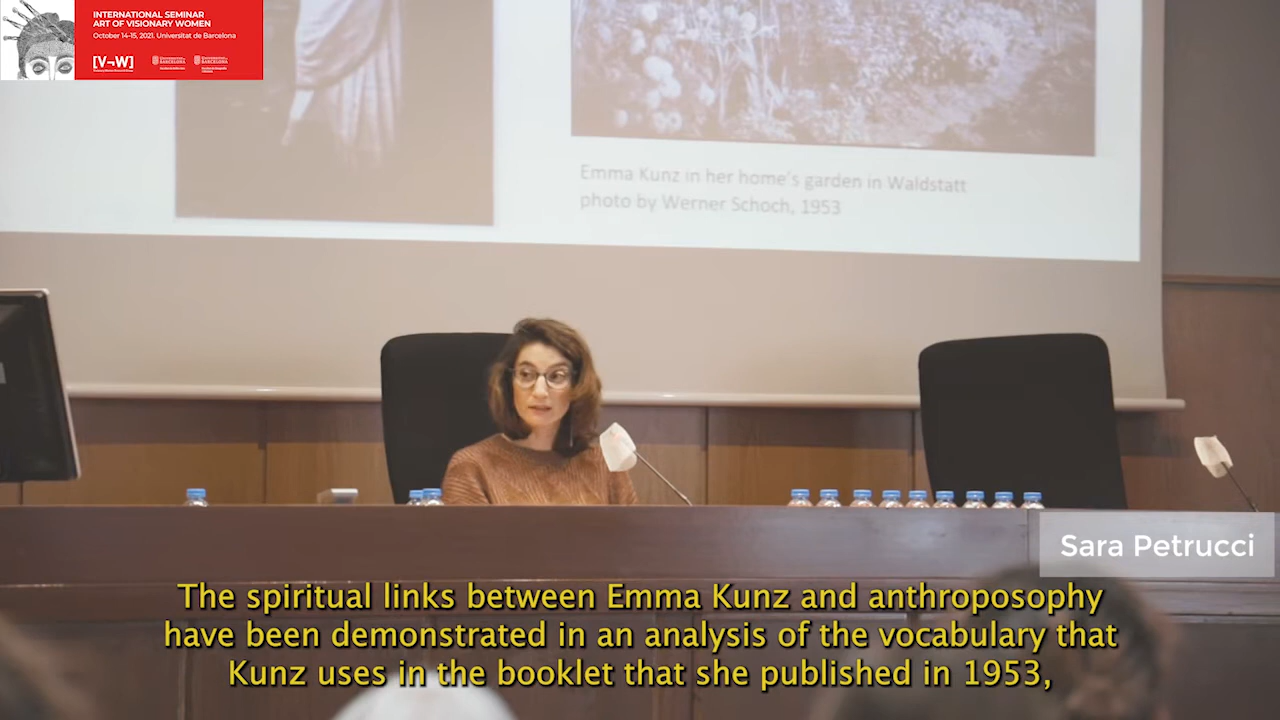 INTERNATIONAL SEMINAR
ART OF VISIONARY WOMEN
October 14-15, 2021. Universitat de Barcelona
[V¬W]
BARCELONA
BARCELONA
Emma Kunz in her home's garden in Waldstatt
photo by Werner Schoch, 1953
Sara Petrucci
The spiritual links between Emma Kunz and anthroposophy
have been demonstrated in an analysis of the vocabulary that
Kunz uses in the booklet that she published in 1953,